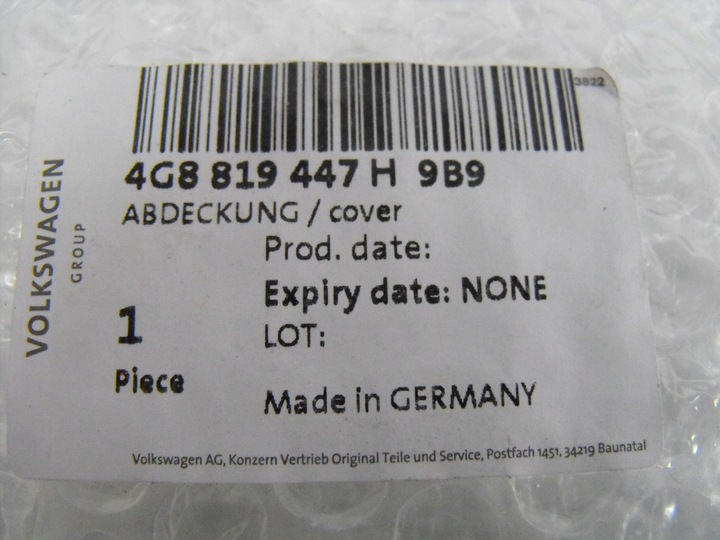 3822
4G8 819 447 H 9B9
ABDECKUNG / cover
Prod. date:
Expiry date: NONE
LOT:
1
Piece
Made in GERMANY
VOLKSWAGEN
GROUP
Volkswagen AG, Konzern Vertrieb Original Teile und Service, Postfach 1451, 34219 Baunatal